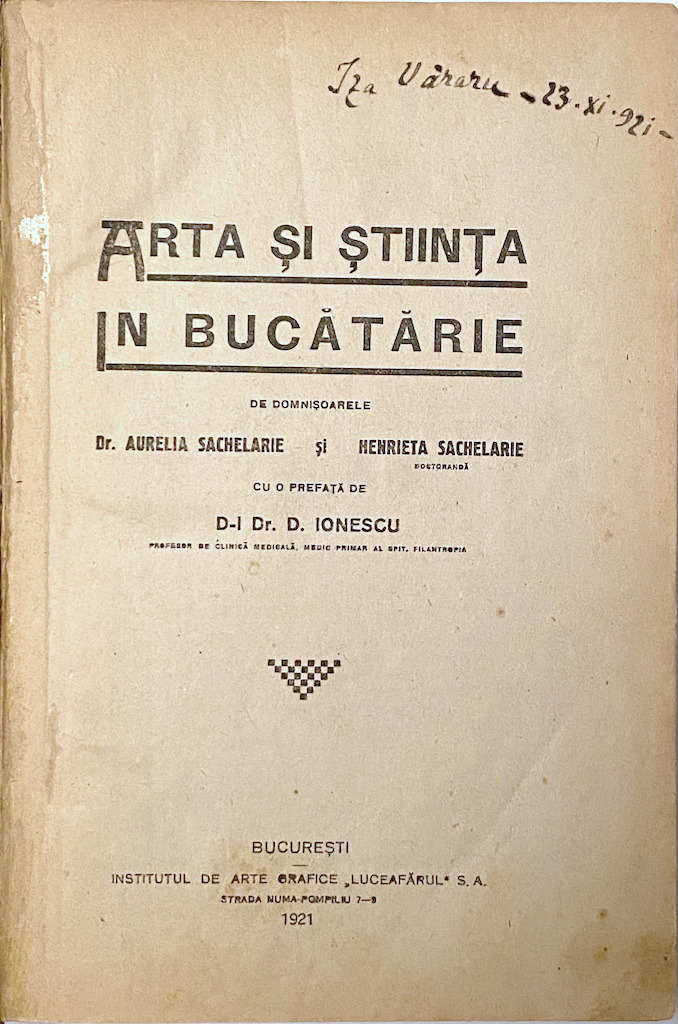 Iza Văraru - 23.XI.921-
ARTA ȘI ȘTIINȚA
IN BUCĂTĂRIE
DE DOMNIȘOARELE
Dr. AURELIA SACHELARIE și HENRIETA SACHELARIE
DOCTORANDĂ
CU O PREFAȚĂ DE
D-l Dr. D. IONESCU
PROFESOR DE CLINICĂ MEDICALĂ, MEDIC PRIMAR AL SPIT. FILANTROPIA
BUCUREȘTI
INSTITUTUL DE ARTE GRAFICE „LUCEAFĂRUL“ S. A.
STRADA NUMA-POMPILIU 7—9
1921